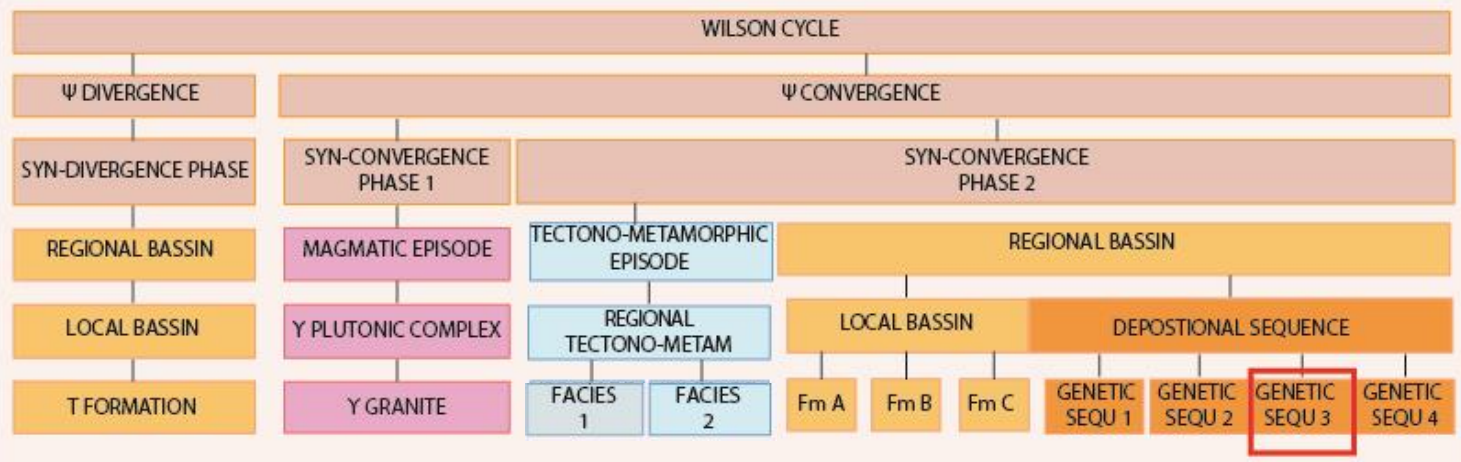 WILSON CYCLE
Ψ DIVERGENCE
Ψ CONVERGENCE
SYN-DIVERGENCE PHASE
SYN-CONVERGENCE
PHASE 1
SYN-CONVERGENCE
PHASE 2
REGIONAL BASSIN
MAGMATIC EPISODE
TECTONO-METAMORPHIC
EPISODE
REGIONAL BASSIN
LOCAL BASSIN
Y PLUTONIC COMPLEX
REGIONAL
TECTONO-METAM
LOCAL BASSIN
DEPOSTIONAL SEQUENCE
T FORMATION
Y GRANITE
FACIES
1
FACIES
2
Fm A
Fm B
Fm C
GENETIC
SEQU 1
GENETIC
SEQU 2
GENETIC
SEQU 3
GENETIC
SEQU 4